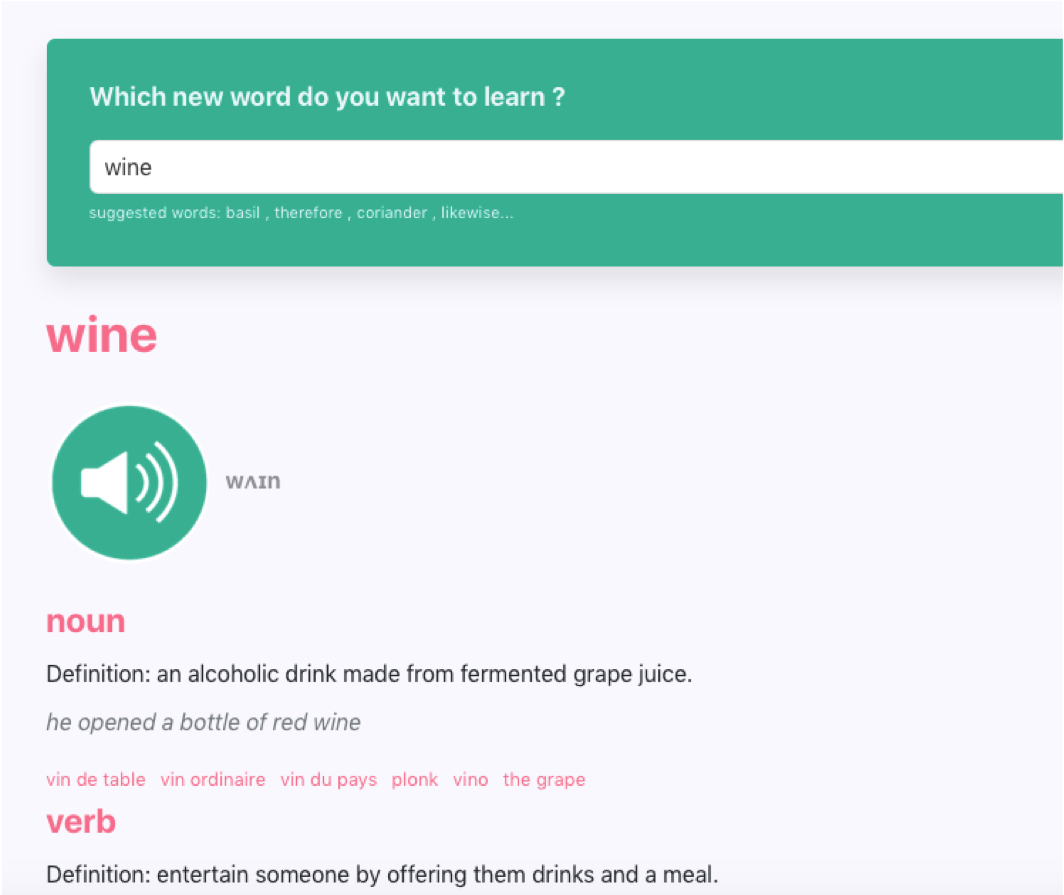 Which new word do you want to learn ?
wine
suggested words: basil , therefore , coriander , likewise...
wine
wʌɪn
noun
Definition: an alcoholic drink made from fermented grape juice.
he opened a bottle of red wine
vin de table vin ordinaire vin du pays plonk vino the grape
verb
Definition: entertain someone by offering them drinks and a meal.